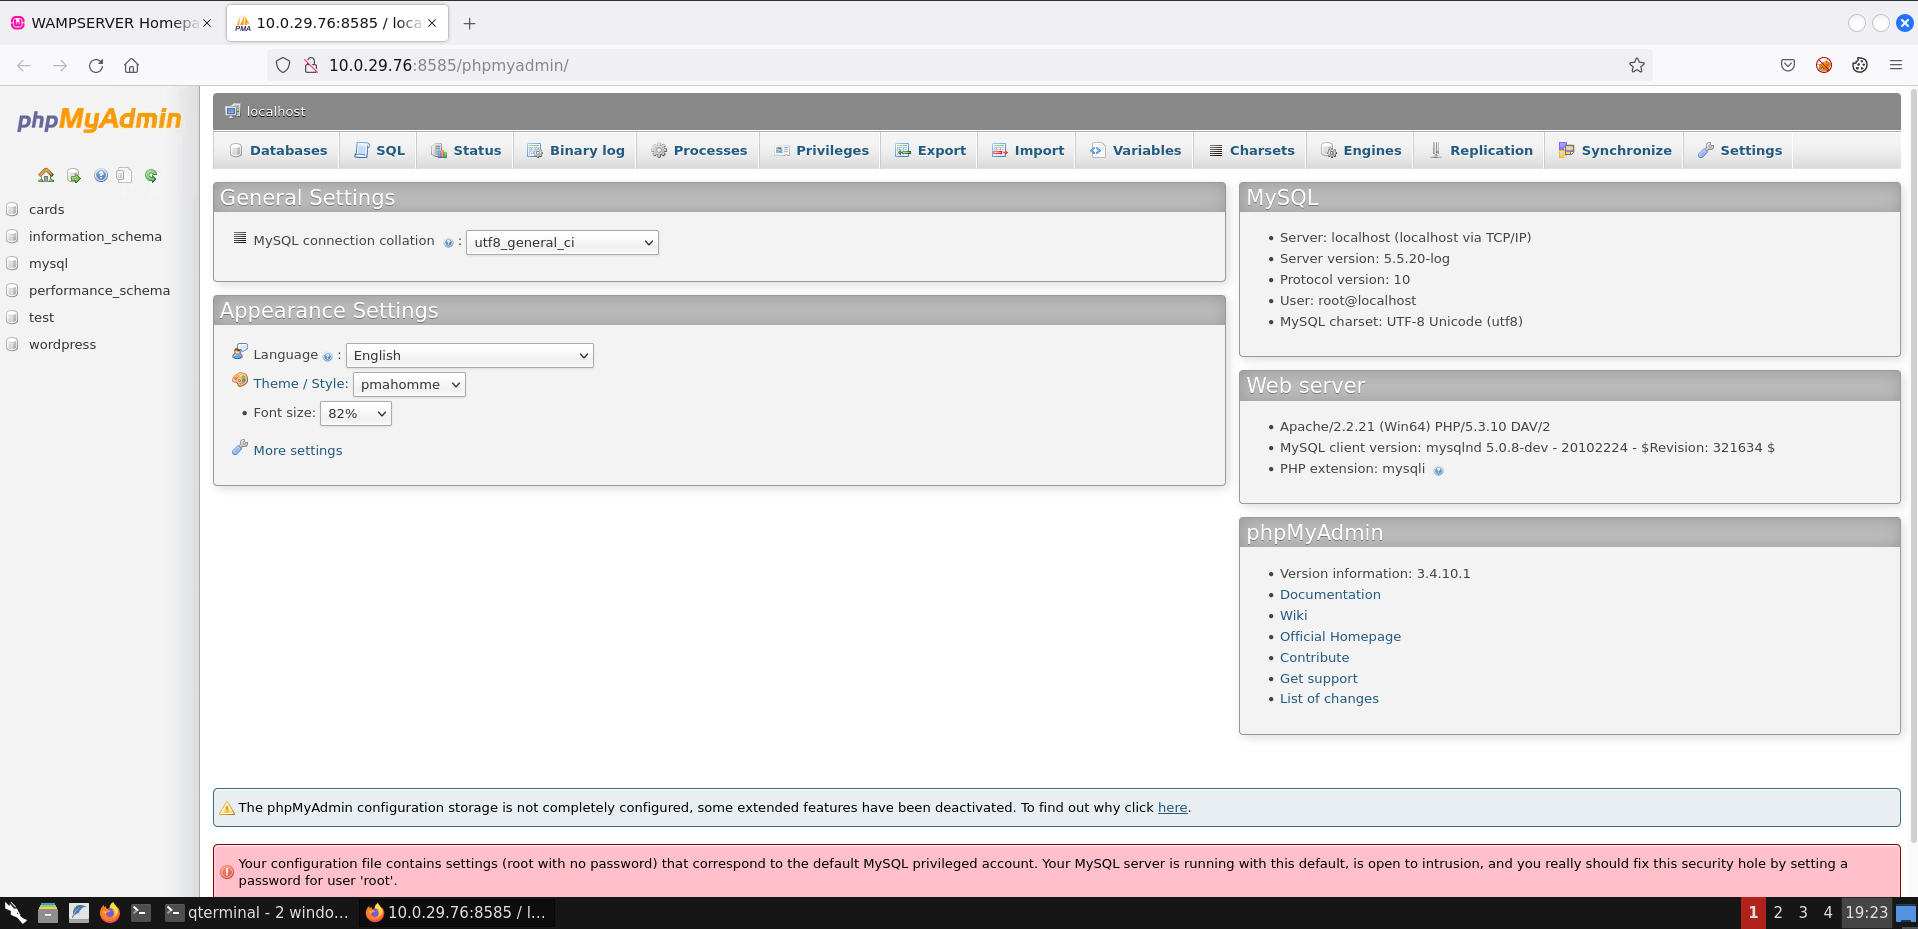 WAMPSERVER Homepa
10.0.29.76:8585 / loca
10.0.29.76:8585/phpmyadmin/
phpMyAdmin
cards
information_schema
mysql
performance_schema
test
wordpress
localhost
Databases SQL Status Binary log Processes Privileges Export Import Variables Charsets Engines Replication Synchronize Settings
General Settings
MySQL connection collation : utf8_general_ci
Appearance Settings
Language : English
Theme / Style: pmahomme
• Font size: 82%
More settings
MySQL
• Server: localhost (localhost via TCP/IP)
• Server version: 5.5.20-log
• Protocol version: 10
• User: root@localhost
• MySQL charset: UTF-8 Unicode (utf8)
Web server
• Apache/2.2.21 (Win64) PHP/5.3.10 DAV/2
• MySQL client version: mysqlnd 5.0.8-dev - 20102224 - $Revision: 321634 $
• PHP extension: mysqli
phpMyAdmin
• Version information: 3.4.10.1
• Documentation
• Wiki
• Official Homepage
• Contribute
• Get support
• List of changes
The phpMyAdmin configuration storage is not completely configured, some extended features have been deactivated. To find out why click here.
Your configuration file contains settings (root with no password) that correspond to the default MySQL privileged account. Your MySQL server is running with this default, is open to intrusion, and you really should fix this security hole by setting a
password for user 'root'.
qterminal - 2 windo...
10.0.29.76:8585 / l...
1 2 3 4 19:23